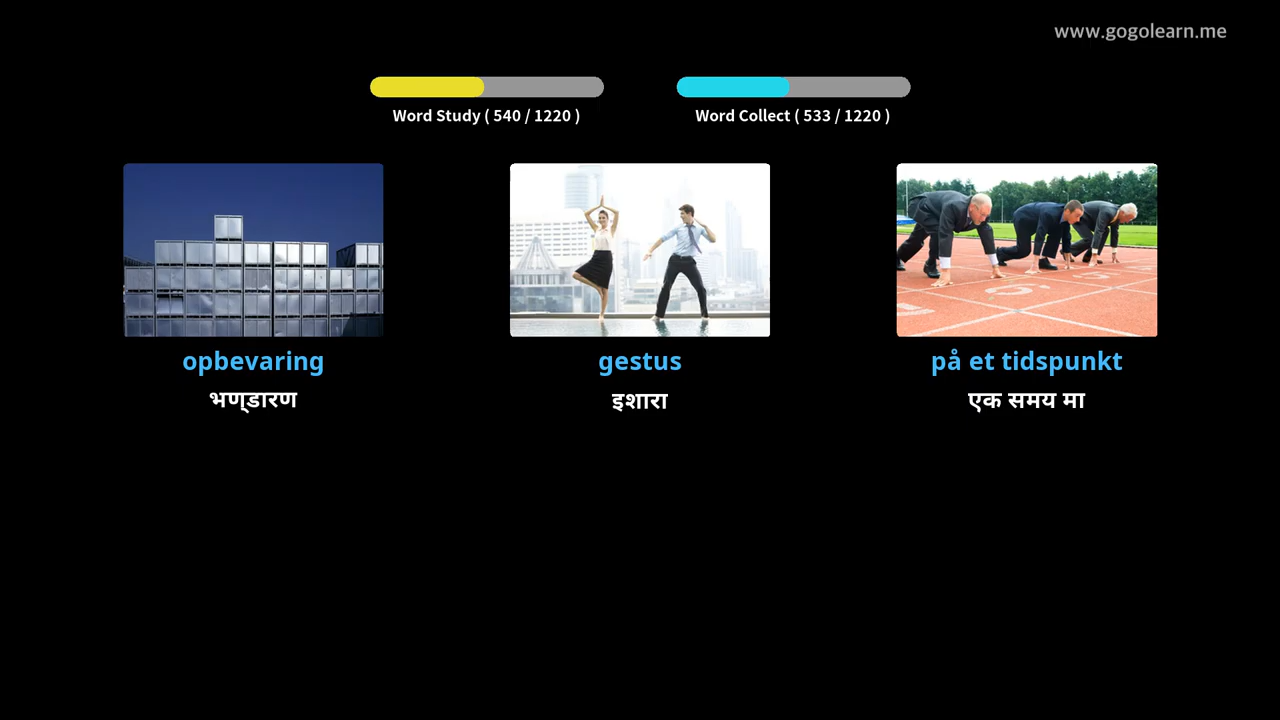 www.gogolearn.me
Word Study ( 540 / 1220 )
Word Collect ( 533 / 1220 )
opbevaring
gestus
på et tidspunkt
भण्‌डारण
इशारा
एक समय मा